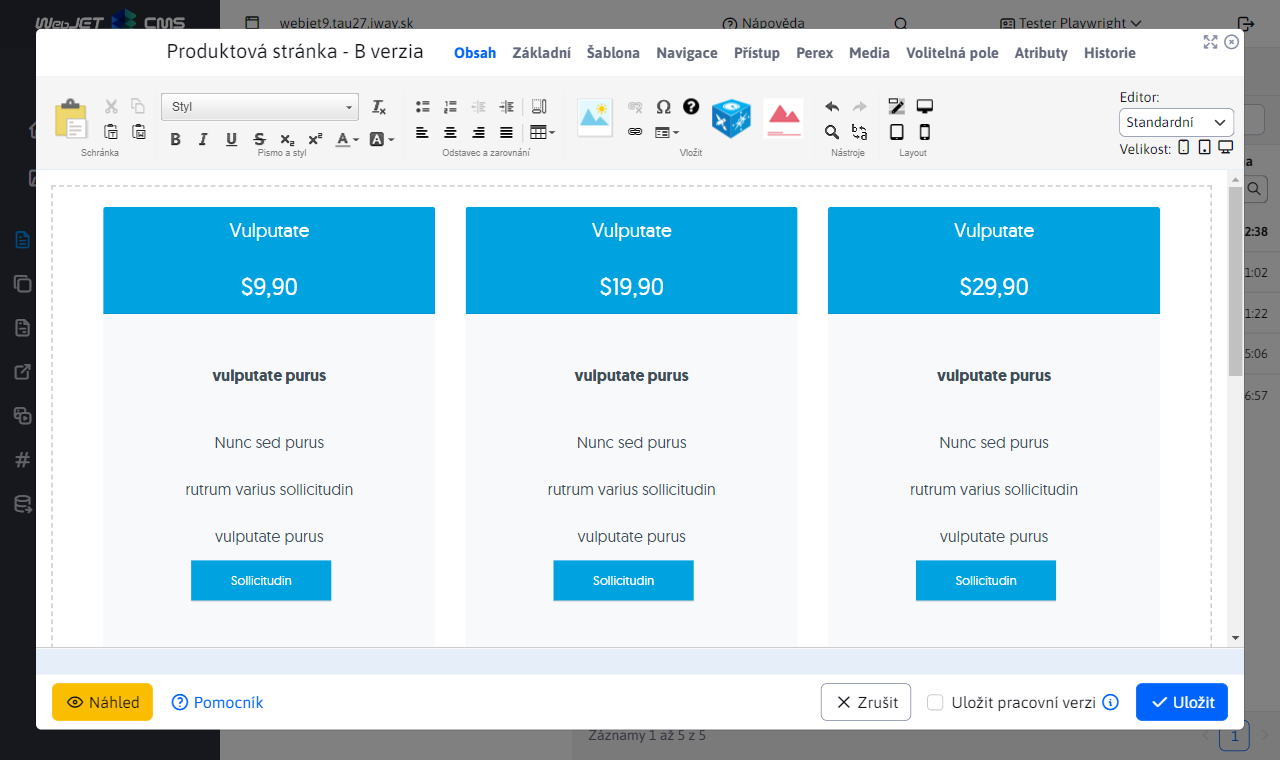 WebJET CMS
webjet9.tau27.iway.sk
Nápověda
Tester Playwright
Produktová stránka - B verzia
Obsah Základní Šablona Navigace Přístup Perex Media Volitelná pole Atributy Historie
Styl
B I U S x₂ x² A A
Schránka
Písmo a styl
Odstavec a zarovnání
Vložit
Nástroje
Layout
Editor:
Standardní
Velikost:
Vulputate Vulputate Vulputate
$9,90 $19,90 $29,90
vulputate purus vulputate purus vulputate purus
Nunc sed purus Nunc sed purus Nunc sed purus
rutrum varius sollicitudin rutrum varius sollicitudin rutrum varius sollicitudin
vulputate purus vulputate purus vulputate purus
Sollicitudin Sollicitudin Sollicitudin
2:38
1:02
1:22
5:06
6:57
Náhled
Pomocník
Zrušit
Uložit pracovní verzi
Uložit
Záznamy 1 až 5 z 5
1